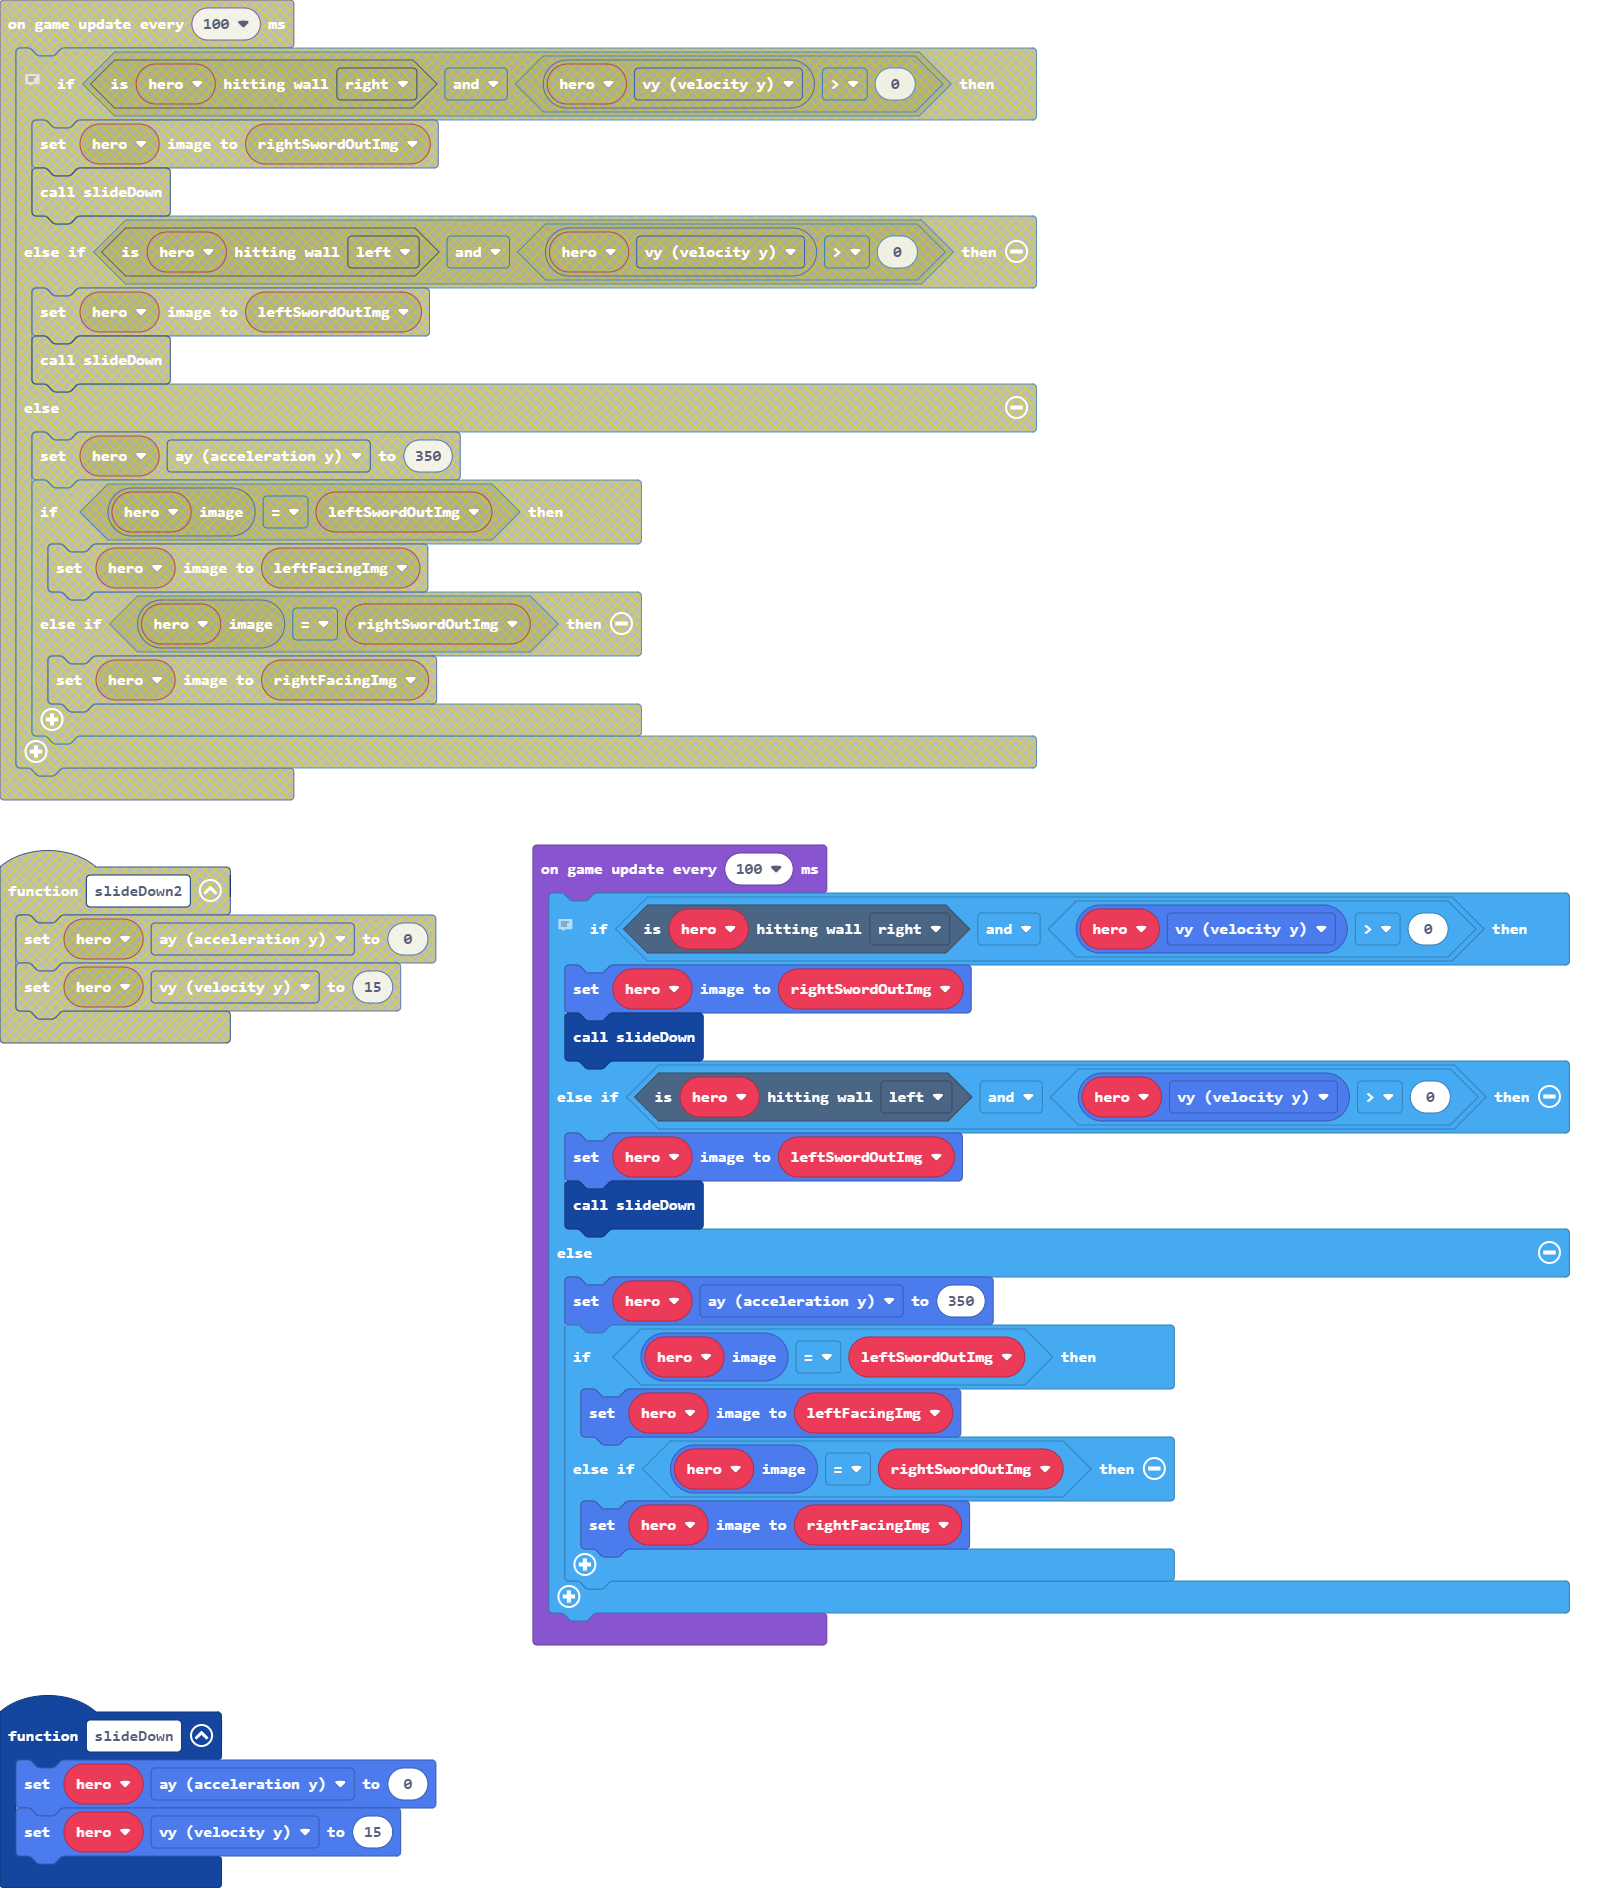 on game update every 100 ms
if is hero hitting wall right and hero vy (velocity y) > 0 then
set hero image to rightSwordOutImg
call slideDown
else if is hero hitting wall left and hero vy (velocity y) > 0 then
set hero image to leftSwordOutImg
call slideDown
else
set hero ay (acceleration y) to 350
if hero image = leftSwordOutImg then
set hero image to leftFacingImg
else if hero image = rightSwordOutImg then
set hero image to rightFacingImg
function slideDown2
set hero ay (acceleration y) to 0
set hero vy (velocity y) to 15
on game update every 100 ms
if is hero hitting wall right and hero vy (velocity y) > 0 then
set hero image to rightSwordOutImg
call slideDown
else if is hero hitting wall left and hero vy (velocity y) > 0 then
set hero image to leftSwordOutImg
call slideDown
else
set hero ay (acceleration y) to 350
if hero image = leftSwordOutImg then
set hero image to leftFacingImg
else if hero image = rightSwordOutImg then
set hero image to rightFacingImg
function slideDown
set hero ay (acceleration y) to 0
set hero vy (velocity y) to 15